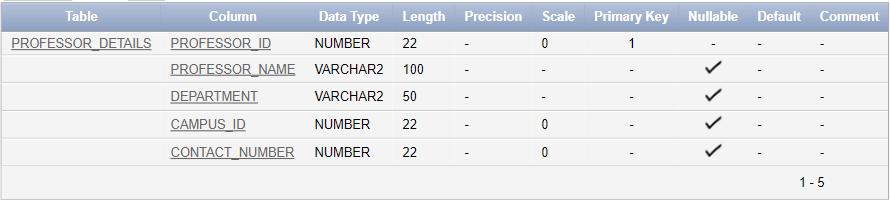 Table Column Data Type Length Precision Scale Primary Key Nullable Default Comment
PROFESSOR_DETAILS PROFESSOR_ID NUMBER 22 - 0 1 - - -
PROFESSOR_NAME VARCHAR2 100 - - - ✓ - -
DEPARTMENT VARCHAR2 50 - - - ✓ - -
CAMPUS_ID NUMBER 22 - 0 - ✓ - -
CONTACT_NUMBER NUMBER 22 - 0 - ✓ - -
1 - 5